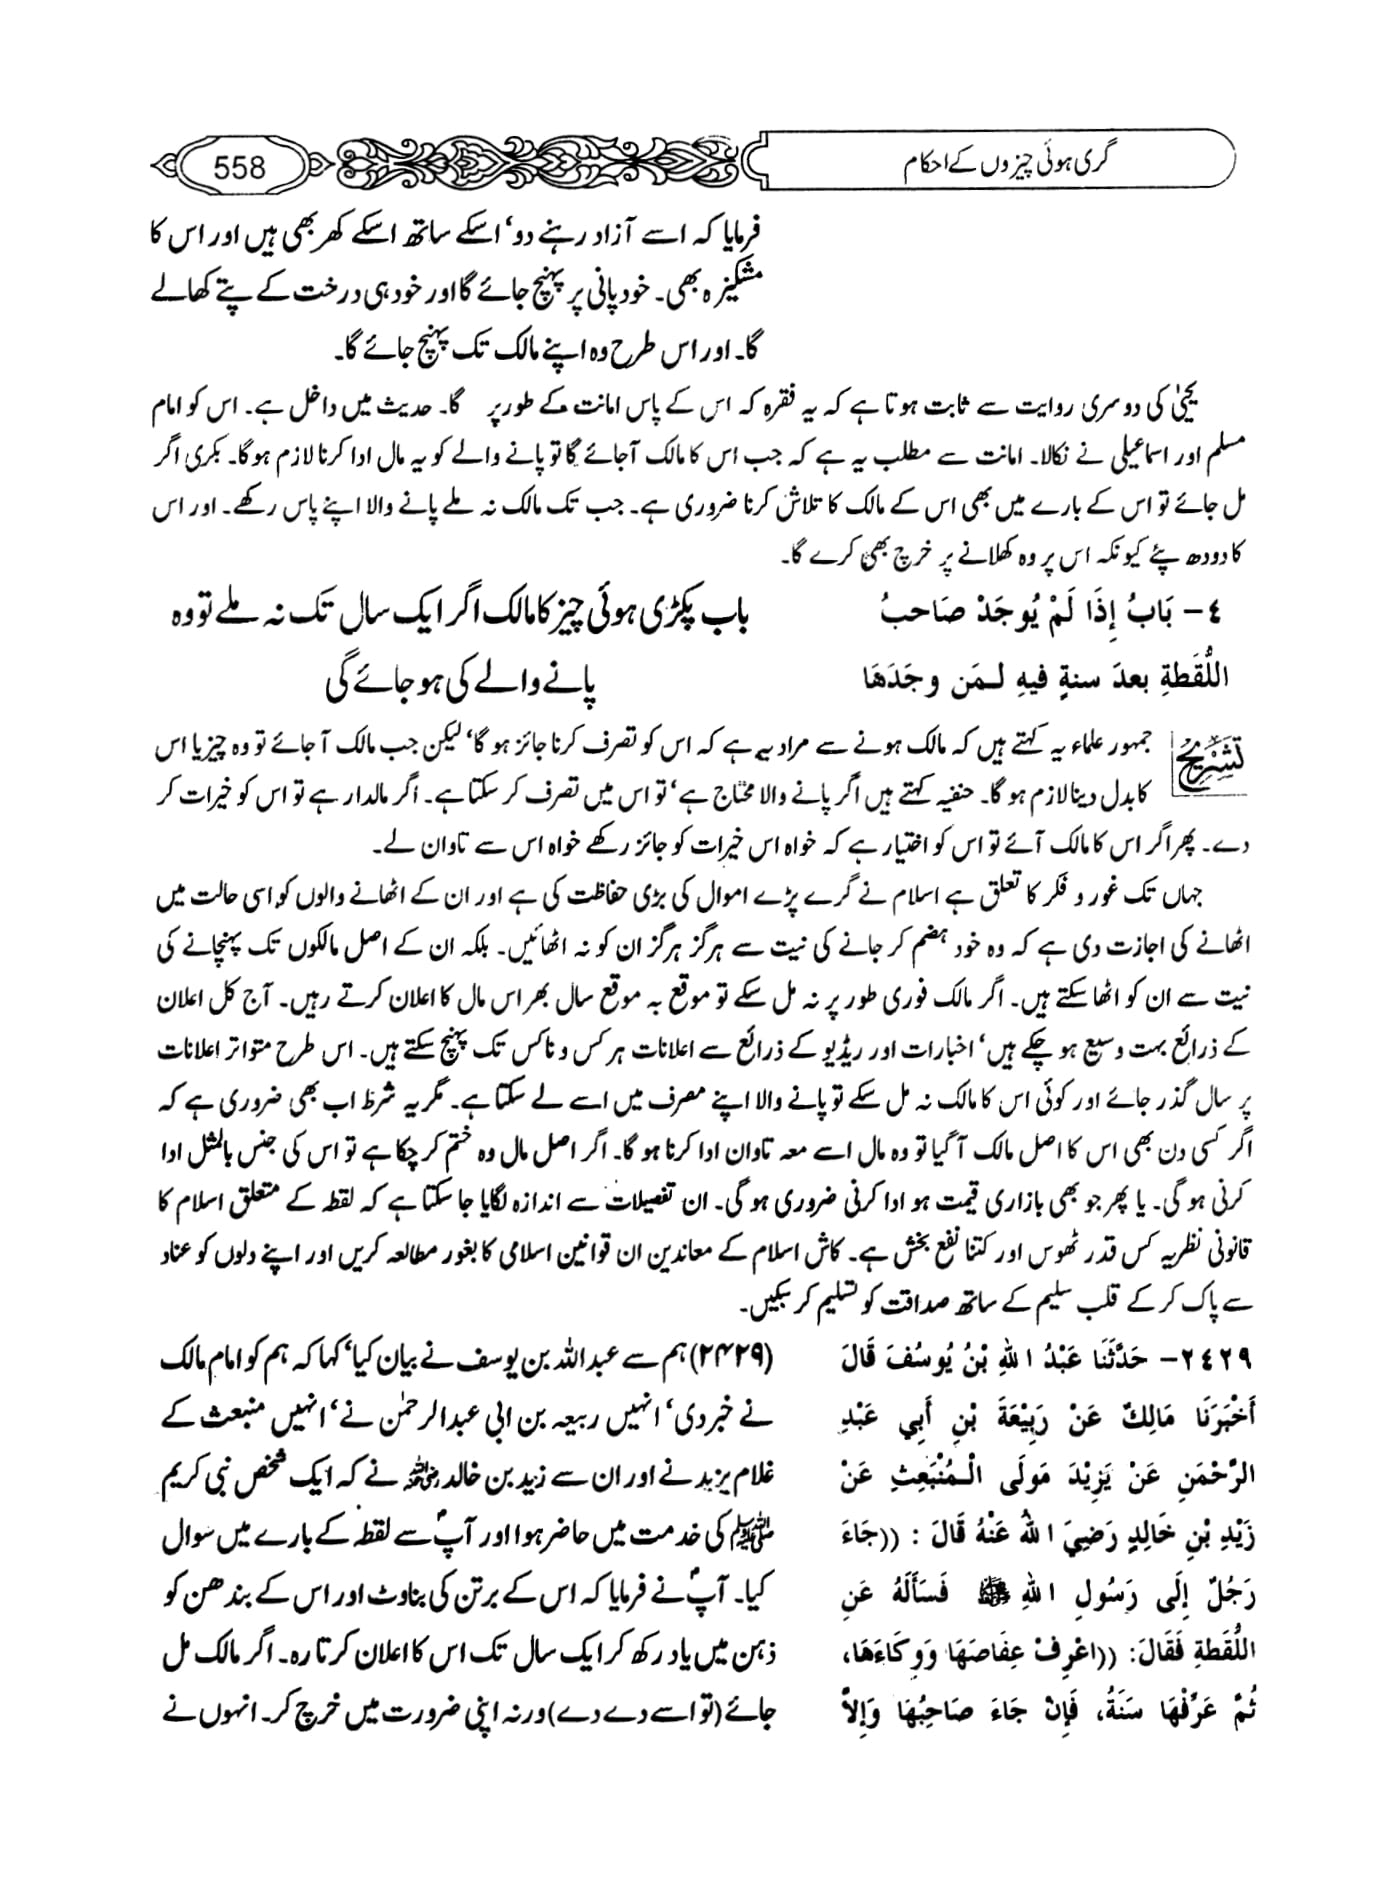 گری ہوئی چیزوں کے احکام
558
فرمایا کہ اسے آزاد رہنے دو‘ اسکے ساتھ اسکے کھر بھی ہیں اور اس کا
مشکیزہ بھی۔ خود پانی پر پہنچ جائے گا اور خود ہی درخت کے پتے کھالے
گا۔ اور اس طرح وہ اپنے مالک تک پہنچ جائے گا۔
یحیٰ کی دوسری روایت سے ثابت ہوتا ہے کہ یہ فقرہ کہ اس کے پاس امانت کے طور پر گا۔ حدیث میں داخل ہے۔ اس کو امام
مسلم اور اسماعیلی نے نکالا۔ امانت سے مطلب یہ ہے کہ جب اس کا مالک آجائے گا تو پانے والے کو یہ مال ادا کرنا لازم ہوگا۔ بکری اگر
مل جائے تو اس کے بارے میں بھی اس کے مالک کا تلاش کرنا ضروری ہے۔ جب تک مالک نہ ملے پانے والا اپنے پاس رکھے۔ اور اس
کا دودھ پئے کیونکہ اس پر وہ کھلانے پر خرچ بھی کرے گا۔
٤- بَابُ إِذَا لَمْ يُوجَدْ صَاحبُ
اللُّقَطَةِ بعدَ سنةٍ فيهِ لـمَن وجَدَهَا
باب پکڑی ہوئی چیز کا مالک اگر ایک سال تک نہ ملے تو وہ
پانے والے کی ہو جائے گی
تشریح جمہور علماء یہ کہتے ہیں کہ مالک ہونے سے مراد یہ ہے کہ اس کو تصرف کرنا جائز ہو گا‘ لیکن جب مالک آ جائے تو وہ چیز یا اس
کا بدل دینا لازم ہو گا۔ حنفیہ کہتے ہیں اگر پانے والا محتاج ہے‘ تو اس میں تصرف کر سکتا ہے۔ اگر مالدار ہے تو اس کو خیرات کر
دے۔ پھر اگر اس کا مالک آئے تو اس کو اختیار ہے کہ خواہ اس خیرات کو جائز رکھے خواہ اس سے تاوان لے۔
جہاں تک غور و فکر کا تعلق ہے اسلام نے گرے پڑے اموال کی بڑی حفاظت کی ہے اور ان کے اٹھانے والوں کو اسی حالت میں
اٹھانے کی اجازت دی ہے کہ وہ خود ہضم کر جانے کی نیت سے ہرگز ہرگز ان کو نہ اٹھائیں۔ بلکہ ان کے اصل مالکوں تک پہنچانے کی
نیت سے ان کو اٹھا سکتے ہیں۔ اگر مالک فوری طور پر نہ مل سکے تو موقع بہ موقع سال بھر اس مال کا اعلان کرتے رہیں۔ آج کل اعلان
کے ذرائع بہت وسیع ہو چکے ہیں‘ اخبارات اور ریڈیو کے ذرائع سے اعلانات ہر کس و ناکس تک پہنچ سکتے ہیں۔ اس طرح متواتر اعلانات
پر سال گذر جائے اور کوئی اس کا مالک نہ مل سکے تو پانے والا اپنے مصرف میں اسے لے سکتا ہے۔ مگر یہ شرط اب بھی ضروری ہے کہ
اگر کسی دن بھی اس کا اصل مالک آ گیا تو وہ مال اسے معہ تاوان ادا کرنا ہو گا۔ اگر اصل مال وہ ختم کر چکا ہے تو اس کی جنس بالمثل ادا
کرنی ہو گی۔ یا پھر جو بھی بازاری قیمت ہو ادا کرنی ضروری ہو گی۔ ان تفصیلات سے اندازہ لگایا جا سکتا ہے کہ لقطہ کے متعلق اسلام کا
قانونی نظریہ کس قدر ٹھوس اور کتنا نفع بخش ہے۔ کاش اسلام کے معاندین ان قوانین اسلامی کا بغور مطالعہ کریں اور اپنے دلوں کو عناد
سے پاک کر کے قلب سلیم کے ساتھ صداقت کو تسلیم کر سکیں۔
٢٤٢٩- حَدَّثَنَا عَبْدُ اللهِ بْنُ يُوسُفَ قَالَ
أَخْبَرَنَا مَالِكٌ عَنْ رَبِيْعَةَ بْنِ أَبِي عَبْدِ
الرَّحْمَنِ عَنْ يَزِيْدَ مَولَى الْـمُنْبَعِثِ عَنْ
زَيْدِ بْنِ خَالِدٍ رَضِيَ اللهُ عَنْهُ قَالَ: ((جَاءَ
رَجُلٌ إِلَى رَسُولِ اللهِ ﷺ فَسَأَلَهُ عَنِ
اللُّقَطَةِ فَقَالَ: ((اعْرِفْ عِفَاصَهَا وَوِكَاءَهَا،
ثُمَّ عَرِّفْهَا سَنَةً، فَإِنْ جَاءَ صَاحِبُهَا وَإِلاَّ
(۲۴۲۹) ہم سے عبداللہ بن یوسف نے بیان کیا‘ کہا کہ ہم کو امام مالک
نے خبر دی‘ انہیں ربیعہ بن ابی عبدالرحمٰن نے‘ انہیں منبعث کے
غلام یزید نے اور ان سے زید بن خالد رضی اللہ عنہ نے کہ ایک شخص نبی کریم
ﷺ کی خدمت میں حاضر ہوا اور آپؐ سے لقطہ کے بارے میں سوال
کیا۔ آپؐ نے فرمایا کہ اس کے برتن کی بناوٹ اور اس کے بندھن کو
ذہن میں یاد رکھ کر ایک سال تک اس کا اعلان کرتا رہ۔ اگر مالک مل
جائے (تو اسے دے دے) ورنہ اپنی ضرورت میں خرچ کر۔ انہوں نے